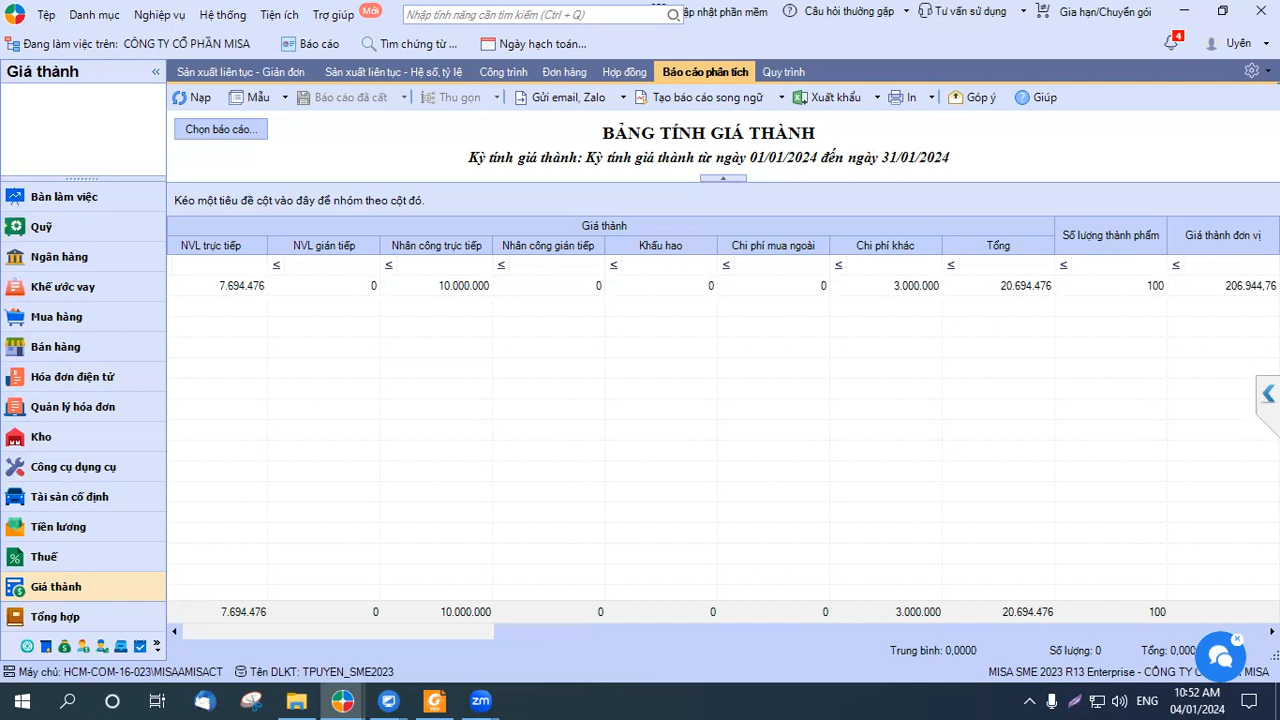 Tệp Danh mục Nghiệp vụ Hệ thống Tiện ích Trợ giúp Mới Nhập tính năng cần tìm kiếm (Ctrl + Q) nhật phần mềm Câu hỏi thường gặp Tư vấn sử dụng Gia hạn/Chuyển gói
Đang làm việc trên: CÔNG TY CỔ PHẦN MISA Báo cáo Tìm chứng từ ... Ngày hạch toán... 4 Uyên
Giá thành «
Sản xuất liên tục - Giản đơn Sản xuất liên tục - Hệ số, tỷ lệ Công trình Đơn hàng Hợp đồng Báo cáo phân tích Quy trình
Nạp Mẫu Báo cáo đã cất Thu gọn Gửi email, Zalo Tạo báo cáo song ngữ Xuất khẩu In Góp ý Giúp
Chọn báo cáo...
BẢNG TÍNH GIÁ THÀNH
Kỳ tính giá thành: Kỳ tính giá thành từ ngày 01/01/2024 đến ngày 31/01/2024
Kéo một tiêu đề cột vào đây để nhóm theo cột đó.
Giá thành
NVL trực tiếp NVL gián tiếp Nhân công trực tiếp Nhân công gián tiếp Khấu hao Chi phí mua ngoài Chi phí khác Tổng Số lượng thành phẩm Giá thành đơn vị
≤ ≤ ≤ ≤ ≤ ≤ ≤ ≤ ≤
7.694.476 0 10.000.000 0 0 0 3.000.000 20.694.476 100 206.944,76
7.694.476 0 10.000.000 0 0 0 3.000.000 20.694.476 100
Bàn làm việc
Quỹ
Ngân hàng
Khế ước vay
Mua hàng
Bán hàng
Hóa đơn điện tử
Quản lý hóa đơn
Kho
Công cụ dụng cụ
Tài sản cố định
Tiền lương
Thuế
Giá thành
Tổng hợp
Trung bình: 0,0000 Số lượng: 0 Tổng: 0,000
Máy chủ: HCM-COM-16-023\MISAAMISACT Tên DLKT: TPUYEN_SME2023 MISA SME 2023 R13 Enterprise - CÔNG TY MISA
zm ENG 10:52 AM
04/01/2024